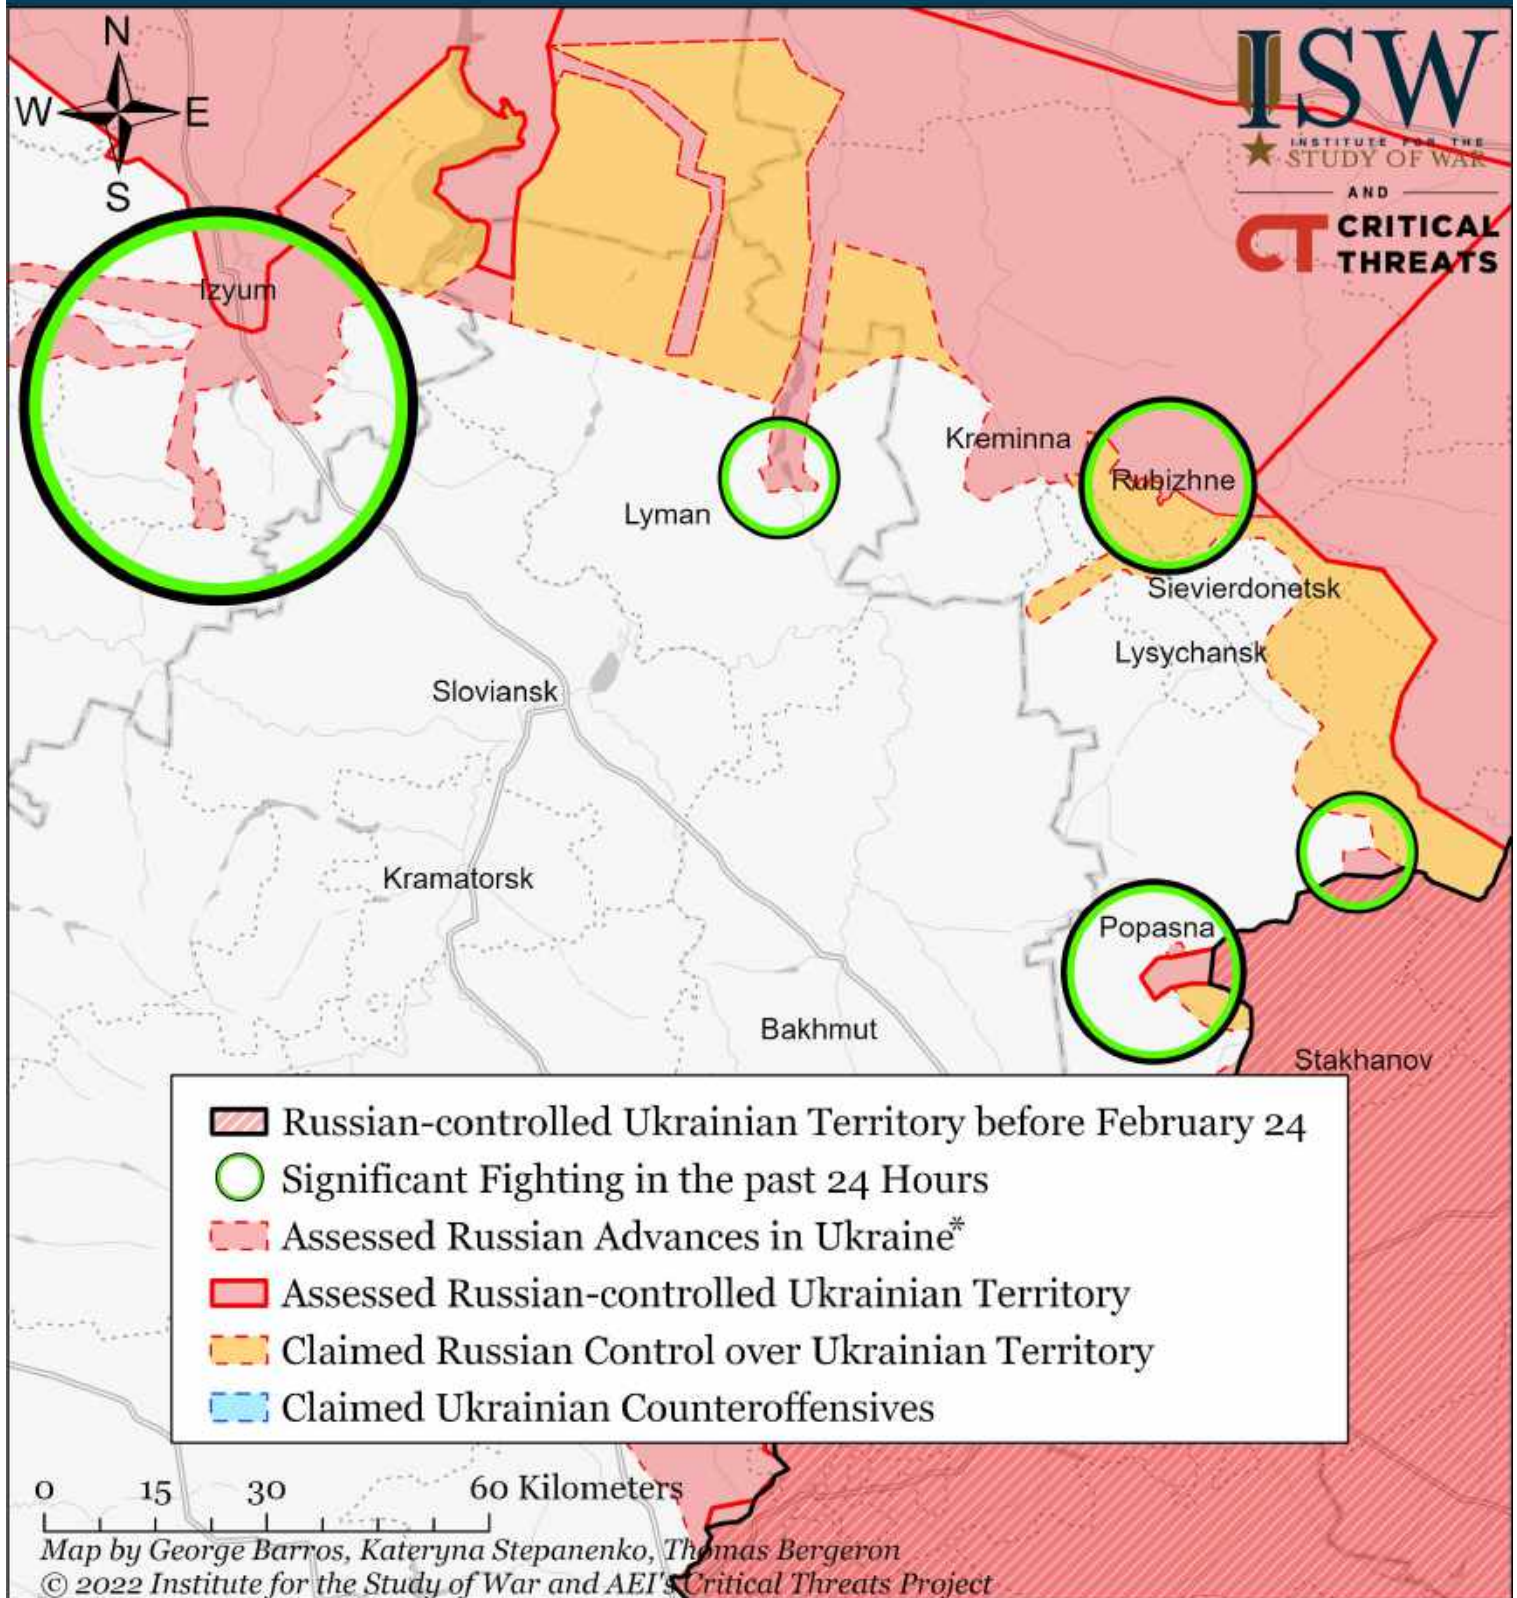 N
W E
S
ISW
INSTITUTE FOR THE
STUDY OF WAR
AND
CT CRITICAL
THREATS
Izyum
Kreminna
Rubizhne
Lyman
Sievierdonetsk
Lysychansk
Sloviansk
Kramatorsk
Popasna
Bakhmut
Stakhanov
Russian-controlled Ukrainian Territory before February 24
Significant Fighting in the past 24 Hours
Assessed Russian Advances in Ukraine*
Assessed Russian-controlled Ukrainian Territory
Claimed Russian Control over Ukrainian Territory
Claimed Ukrainian Counteroffensives
0 15 30 60 Kilometers
Map by George Barros, Kateryna Stepanenko, Thomas Bergeron
© 2022 Institute for the Study of War and AEI's Critical Threats Project